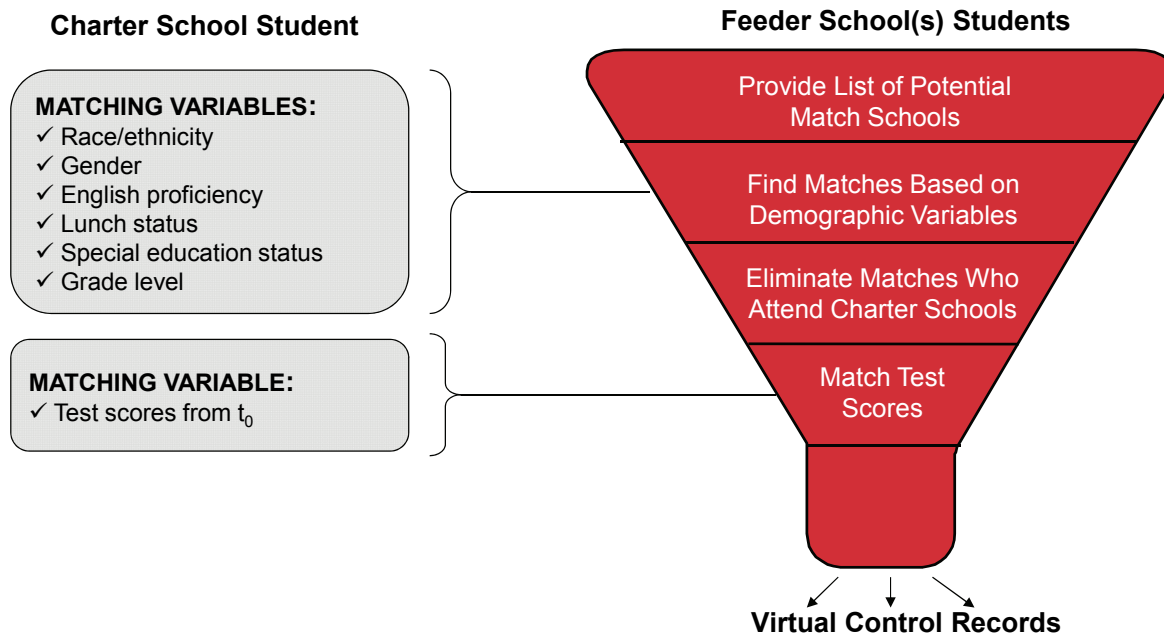 Charter School Student
Feeder School(s) Students
MATCHING VARIABLES:
✓ Race/ethnicity
✓ Gender
✓ English proficiency
✓ Lunch status
✓ Special education status
✓ Grade level
MATCHING VARIABLE:
✓ Test scores from t₀
Provide List of Potential
Match Schools
Find Matches Based on
Demographic Variables
Eliminate Matches Who
Attend Charter Schools
Match Test
Scores
Virtual Control Records